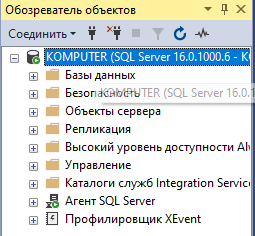 Обозреватель объектов
Соединить
KOMPUTER (SQL Server 16.0.1000.6 - K
Базы данных
Безопасность
KOMPUTER (SQL Server 16.0.1
Объекты сервера
Репликация
Высокий уровень доступности Alw
Управление
Каталоги служб Integration Service
Агент SQL Server
Профилировщик XEvent